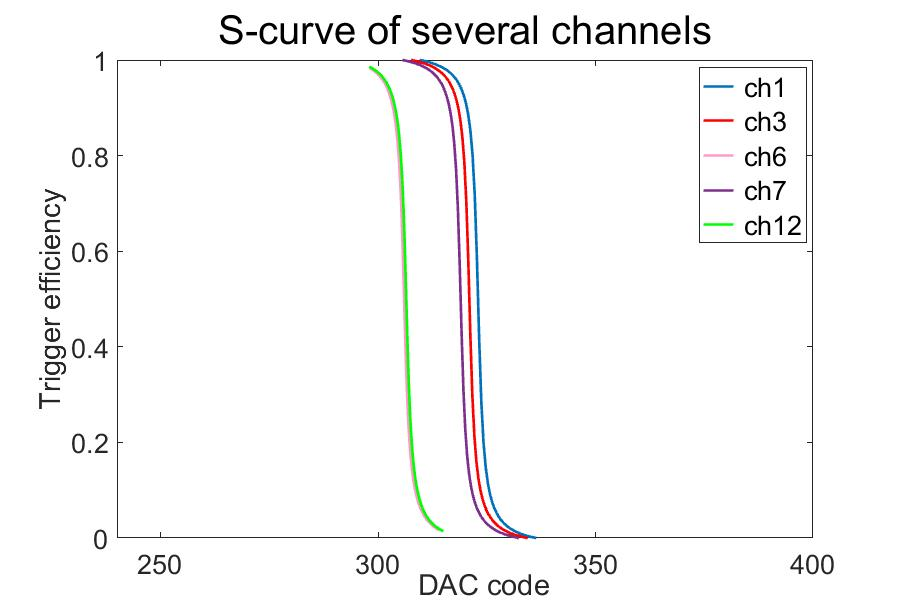 S-curve of several channels
1
0.8
0.6
0.4
0.2
0
Trigger efficiency
ch1
ch3
ch6
ch7
ch12
250
300
350
400
DAC code